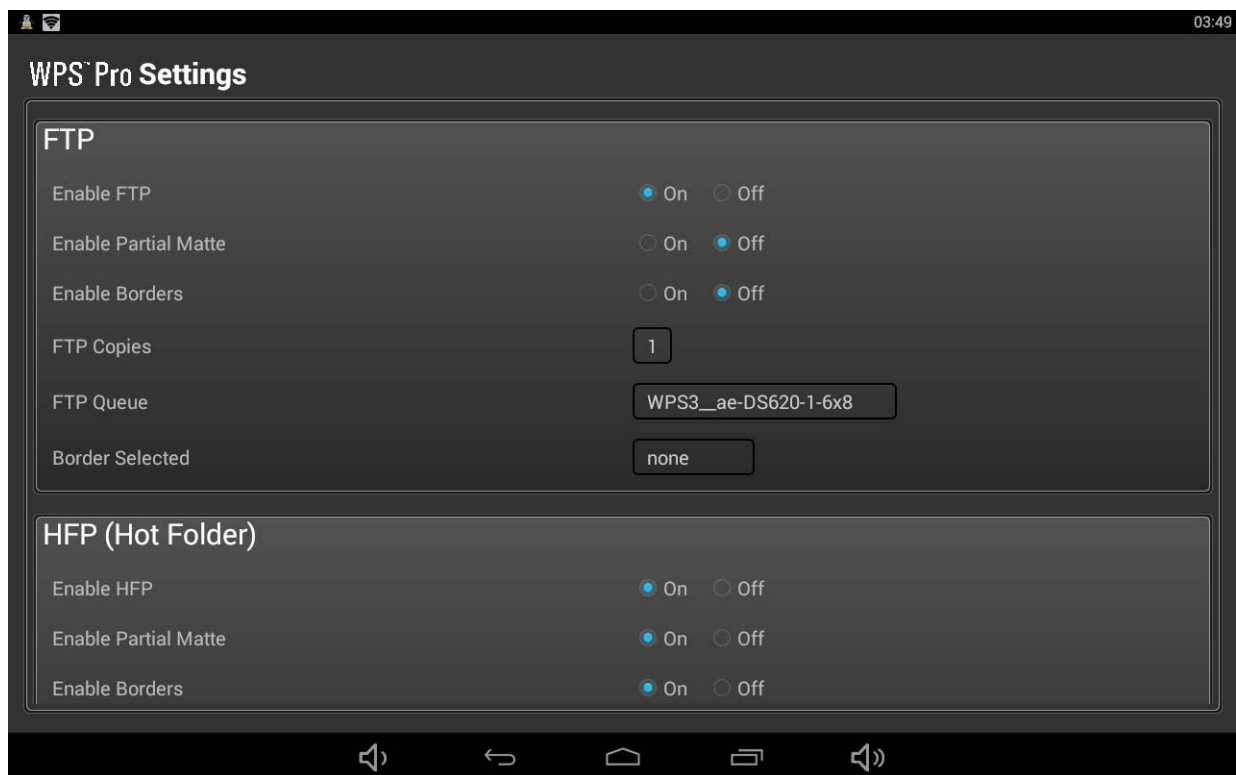 03:49
WPS™Pro Settings
FTP
Enable FTP On Off
Enable Partial Matte On Off
Enable Borders On Off
FTP Copies 1
FTP Queue WPS3__ae-DS620-1-6x8
Border Selected none
HFP (Hot Folder)
Enable HFP On Off
Enable Partial Matte On Off
Enable Borders On Off